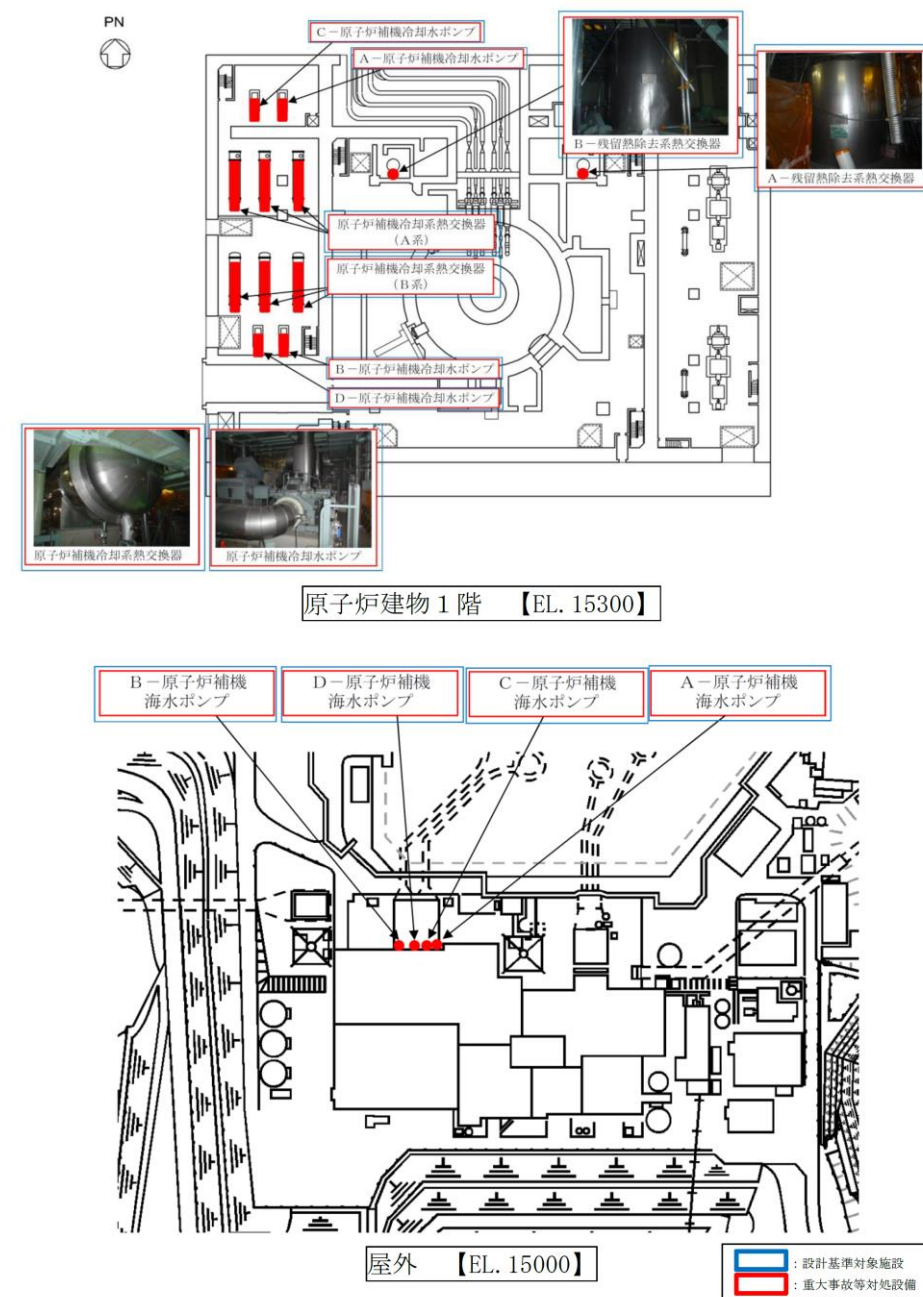 PN
C－原子炉補機冷却水ポンプ
A－原子炉補機冷却水ポンプ
B－残留熱除去系熱交換器
A－残留熱除去系熱交換器
原子炉補機冷却系熱交換器
（A系）
原子炉補機冷却系熱交換器
（B系）
B－原子炉補機冷却水ポンプ
D－原子炉補機冷却水ポンプ
原子炉補機冷却系熱交換器
原子炉補機冷却水ポンプ
原子炉建物１階　【EL. 15300】
B－原子炉補機
海水ポンプ
D－原子炉補機
海水ポンプ
C－原子炉補機
海水ポンプ
A－原子炉補機
海水ポンプ
屋外　【EL. 15000】
：設計基準対象施設
：重大事故等対処設備